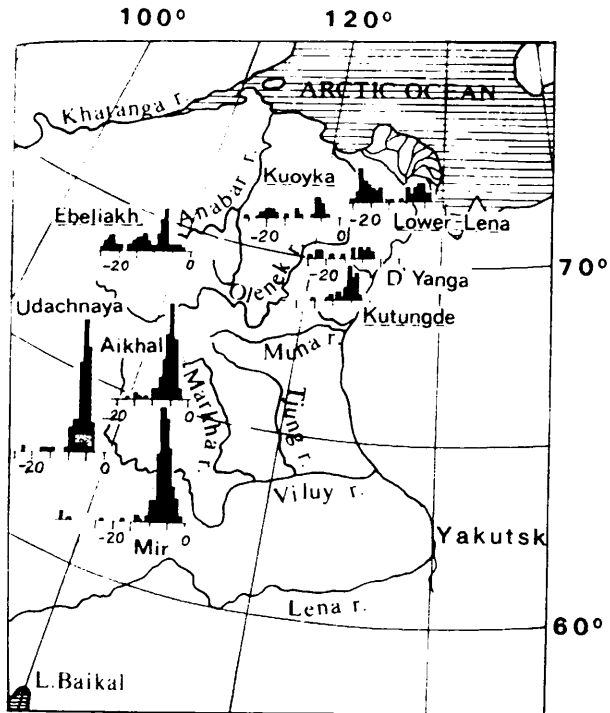 100° 120°
ARCTIC OCEAN
Khatanga r.
Anabar r.
Kuoyka
-20 0
-20
Lower-Lena
Ebeliakh
-20 0
Olenek r.
-20
D'Yanga
70°
Kutungde
Udachnaya
-20 0
Aikhal
20 0
Muna r.
Markha r.
Tiung r.
Viluy r.
-20 0
Mir
Yakutsk
Lena r.
60°
L.Baikal